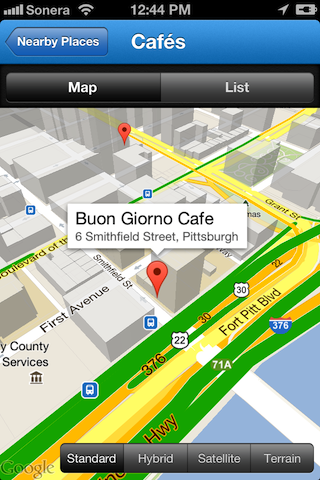 Sonera 12:44 PM
Nearby Places
Cafés
Map
List
Grant St
Boulevard of the
Buon Giorno Cafe
6 Smithfield Street, Pittsburgh
Smithfield St
First Avenue
30
22
30
Fort Pitt Blvd
376
22
71A
y County
Services
376
Hwy
Google
Standard
Hybrid
Satellite
Terrain